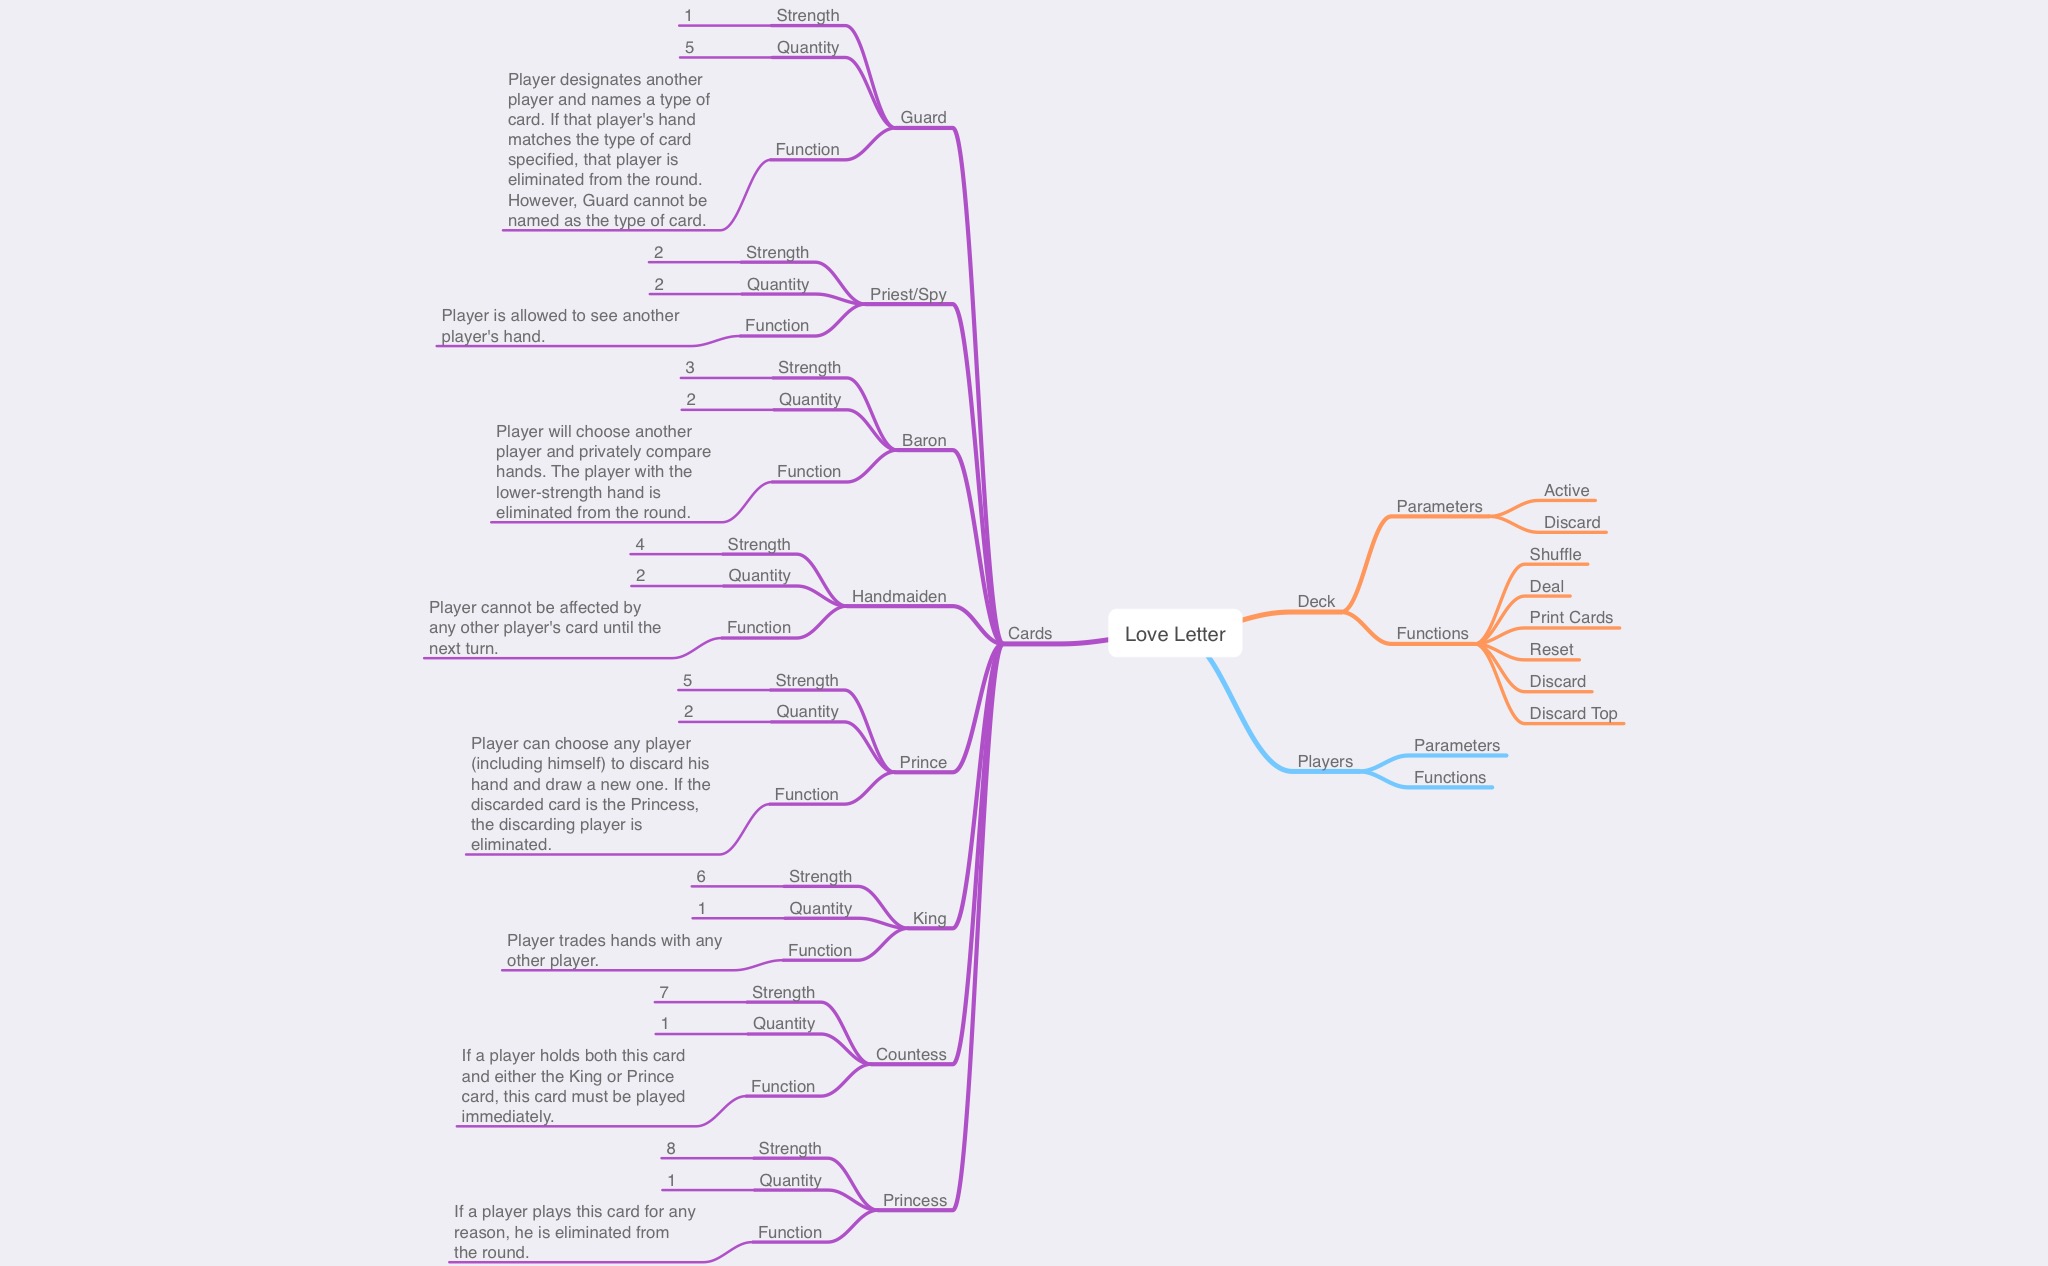 Love Letter
Cards
Guard
Strength
1
Quantity
5
Function
Player designates another
player and names a type of
card. If that player's hand
matches the type of card
specified, that player is
eliminated from the round.
However, Guard cannot be
named as the type of card.
Priest/Spy
Strength
2
Quantity
2
Function
Player is allowed to see another
player's hand.
Baron
Strength
3
Quantity
2
Function
Player will choose another
player and privately compare
hands. The player with the
lower-strength hand is
eliminated from the round.
Handmaiden
Strength
4
Quantity
2
Function
Player cannot be affected by
any other player's card until the
next turn.
Prince
Strength
5
Quantity
2
Function
Player can choose any player
(including himself) to discard his
hand and draw a new one. If the
discarded card is the Princess,
the discarding player is
eliminated.
King
Strength
6
Quantity
1
Function
Player trades hands with any
other player.
Countess
Strength
7
Quantity
1
Function
If a player holds both this card
and either the King or Prince
card, this card must be played
immediately.
Princess
Strength
8
Quantity
1
Function
If a player plays this card for any
reason, he is eliminated from
the round.
Deck
Parameters
Active
Discard
Functions
Shuffle
Deal
Print Cards
Reset
Discard
Discard Top
Players
Parameters
Functions